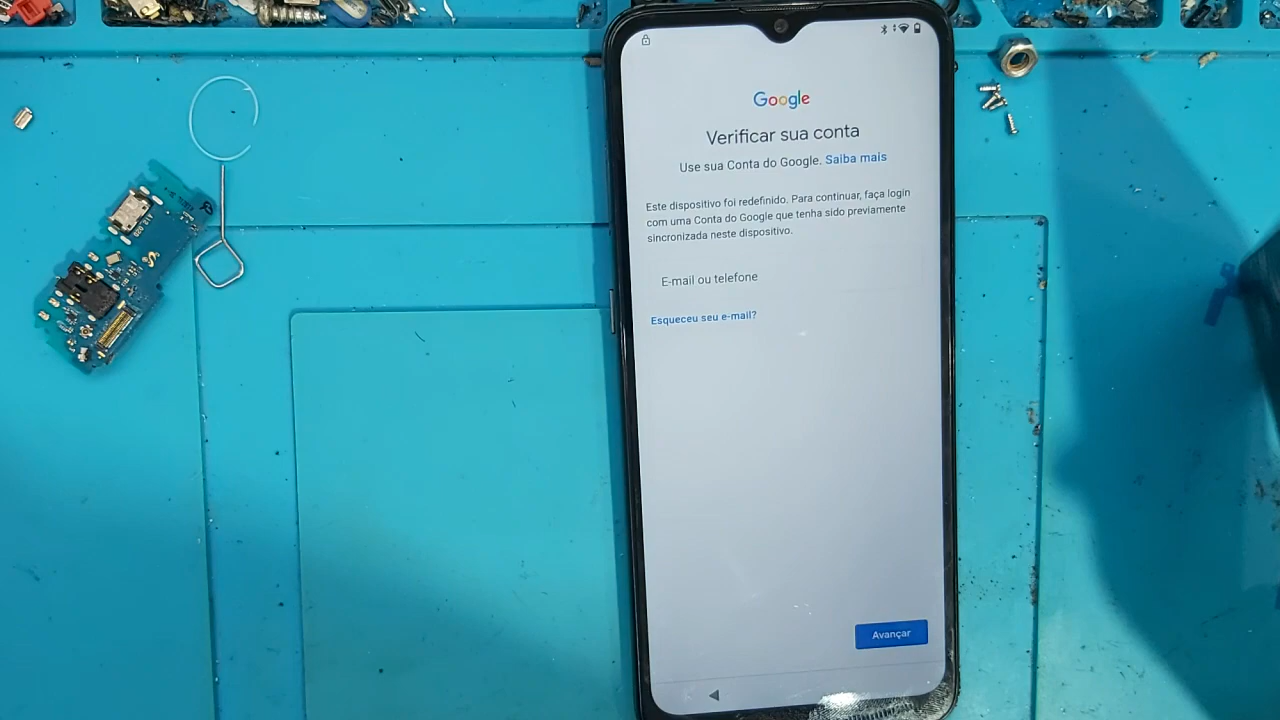 Google
Verificar sua conta
Use sua Conta do Google. Saiba mais
Este dispositivo foi redefinido. Para continuar, faça login
com uma Conta do Google que tenha sido previamente
sincronizada neste dispositivo.
E-mail ou telefone
Esqueceu seu e-mail?
Avançar